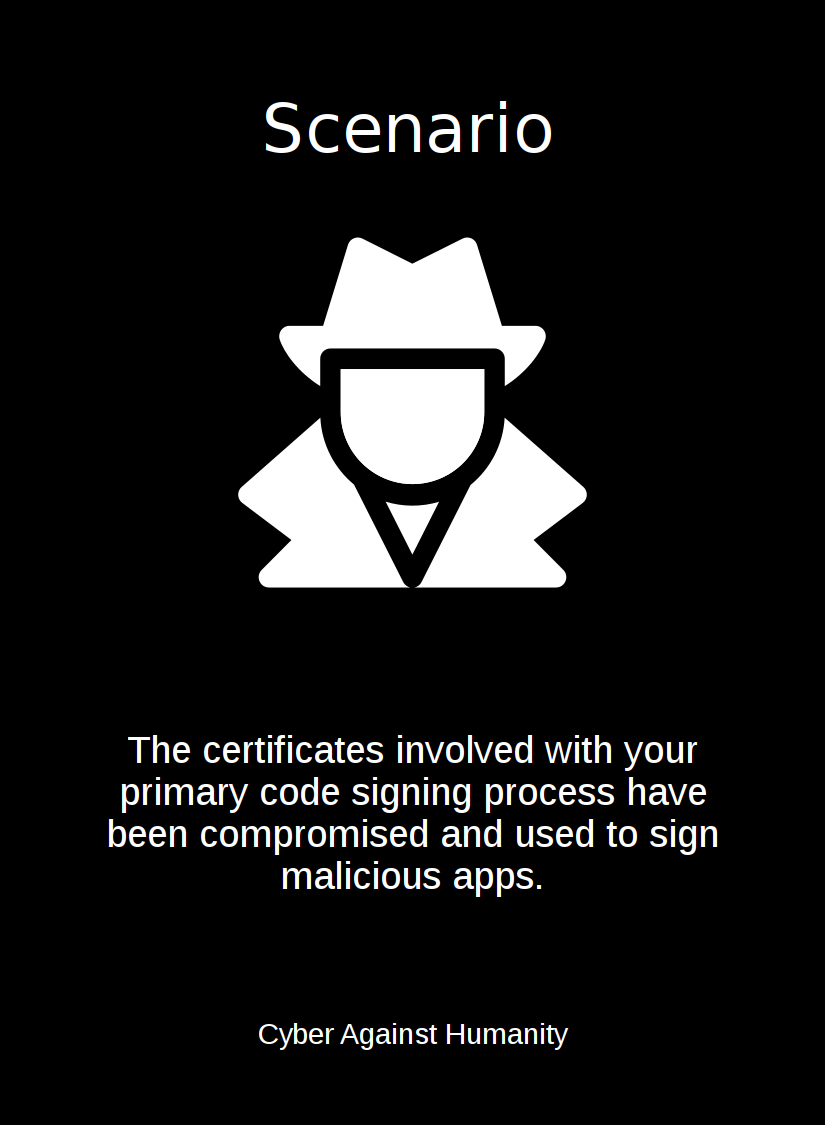 Scenario
The certificates involved with your
primary code signing process have
been compromised and used to sign
malicious apps.
Cyber Against Humanity